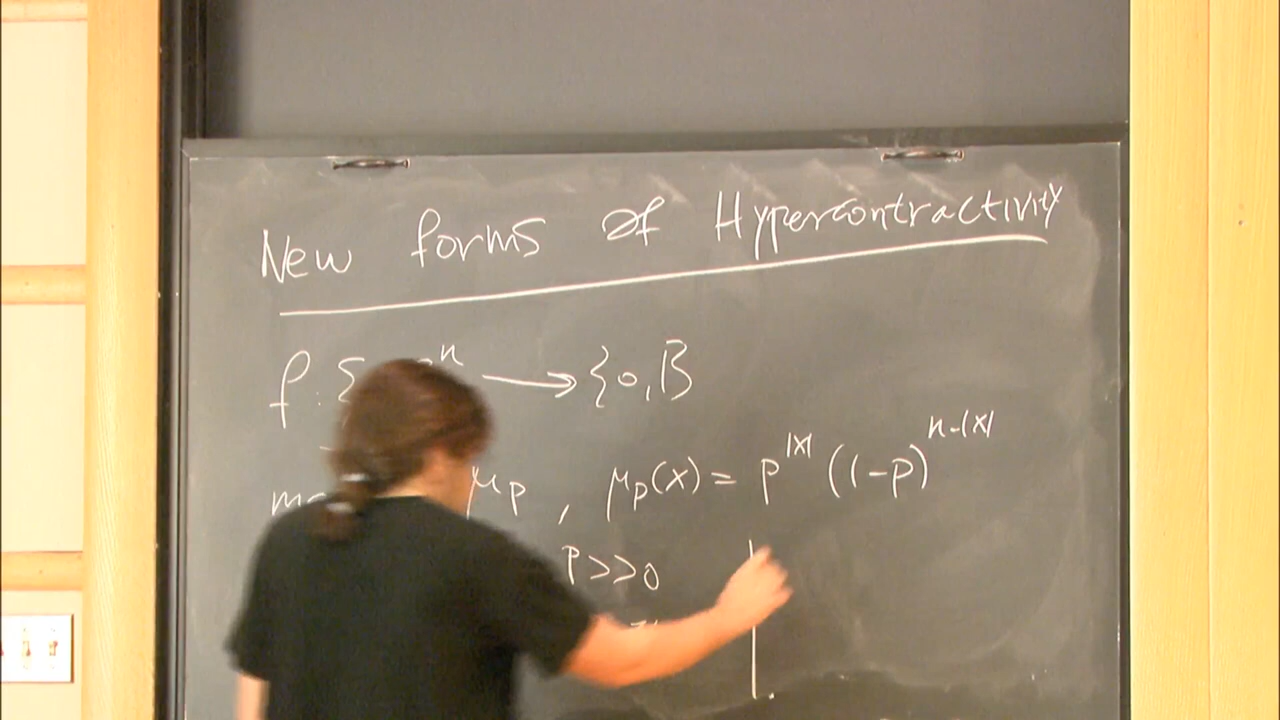 New forms of Hypercontractivity
f: { n → {0,1}
μp , μp(x) = p^|x| (1-p)^n-|x|
p>>0